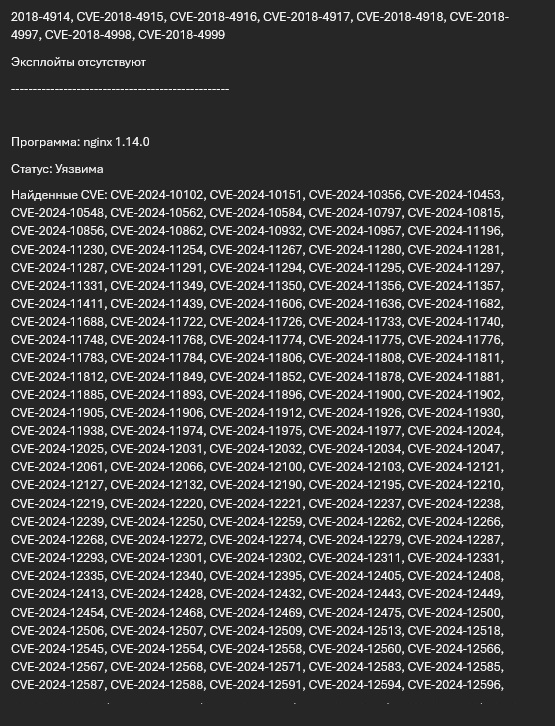 2018-4914, CVE-2018-4915, CVE-2018-4916, CVE-2018-4917, CVE-2018-4918, CVE-2018-
4997, CVE-2018-4998, CVE-2018-4999
Эксплойты отсутствуют
--------------------------------------------------
Программа: nginx 1.14.0
Статус: Уязвима
Найденные CVE: CVE-2024-10102, CVE-2024-10151, CVE-2024-10356, CVE-2024-10453,
CVE-2024-10548, CVE-2024-10562, CVE-2024-10584, CVE-2024-10797, CVE-2024-10815,
CVE-2024-10856, CVE-2024-10862, CVE-2024-10932, CVE-2024-10957, CVE-2024-11196,
CVE-2024-11230, CVE-2024-11254, CVE-2024-11267, CVE-2024-11280, CVE-2024-11281,
CVE-2024-11287, CVE-2024-11291, CVE-2024-11294, CVE-2024-11295, CVE-2024-11297,
CVE-2024-11331, CVE-2024-11349, CVE-2024-11350, CVE-2024-11356, CVE-2024-11357,
CVE-2024-11411, CVE-2024-11439, CVE-2024-11606, CVE-2024-11636, CVE-2024-11682,
CVE-2024-11688, CVE-2024-11722, CVE-2024-11726, CVE-2024-11733, CVE-2024-11740,
CVE-2024-11748, CVE-2024-11768, CVE-2024-11774, CVE-2024-11775, CVE-2024-11776,
CVE-2024-11783, CVE-2024-11784, CVE-2024-11806, CVE-2024-11808, CVE-2024-11811,
CVE-2024-11812, CVE-2024-11849, CVE-2024-11852, CVE-2024-11878, CVE-2024-11881,
CVE-2024-11885, CVE-2024-11893, CVE-2024-11896, CVE-2024-11900, CVE-2024-11902,
CVE-2024-11905, CVE-2024-11906, CVE-2024-11912, CVE-2024-11926, CVE-2024-11930,
CVE-2024-11938, CVE-2024-11974, CVE-2024-11975, CVE-2024-11977, CVE-2024-12024,
CVE-2024-12025, CVE-2024-12031, CVE-2024-12032, CVE-2024-12034, CVE-2024-12047,
CVE-2024-12061, CVE-2024-12066, CVE-2024-12100, CVE-2024-12103, CVE-2024-12121,
CVE-2024-12127, CVE-2024-12132, CVE-2024-12190, CVE-2024-12195, CVE-2024-12210,
CVE-2024-12219, CVE-2024-12220, CVE-2024-12221, CVE-2024-12237, CVE-2024-12238,
CVE-2024-12239, CVE-2024-12250, CVE-2024-12259, CVE-2024-12262, CVE-2024-12266,
CVE-2024-12268, CVE-2024-12272, CVE-2024-12274, CVE-2024-12279, CVE-2024-12287,
CVE-2024-12293, CVE-2024-12301, CVE-2024-12302, CVE-2024-12311, CVE-2024-12331,
CVE-2024-12335, CVE-2024-12340, CVE-2024-12395, CVE-2024-12405, CVE-2024-12408,
CVE-2024-12413, CVE-2024-12428, CVE-2024-12432, CVE-2024-12443, CVE-2024-12449,
CVE-2024-12454, CVE-2024-12468, CVE-2024-12469, CVE-2024-12475, CVE-2024-12500,
CVE-2024-12506, CVE-2024-12507, CVE-2024-12509, CVE-2024-12513, CVE-2024-12518,
CVE-2024-12545, CVE-2024-12554, CVE-2024-12558, CVE-2024-12560, CVE-2024-12566,
CVE-2024-12567, CVE-2024-12568, CVE-2024-12571, CVE-2024-12583, CVE-2024-12585,
CVE-2024-12587, CVE-2024-12588, CVE-2024-12591, CVE-2024-12594, CVE-2024-12596,